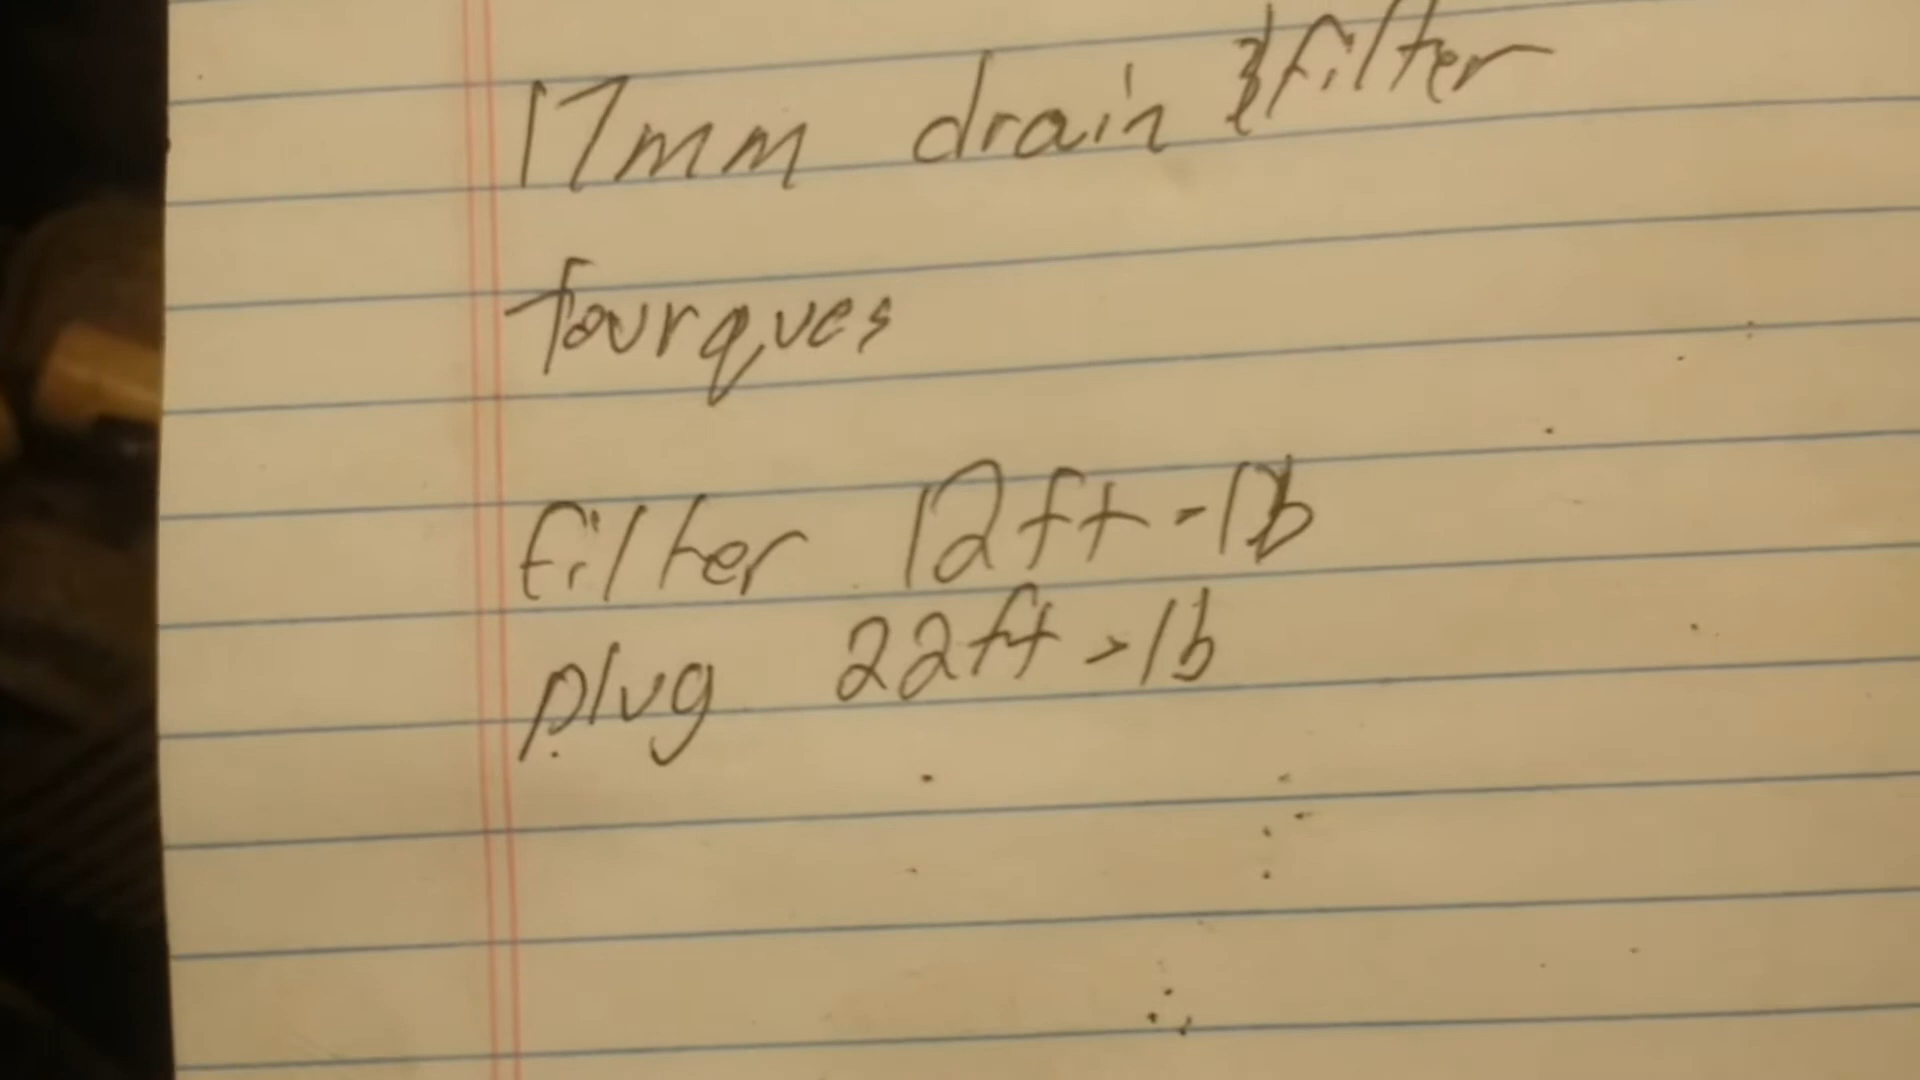 17mm drain & filter
tourques
filter 12ft-lb
plug 22ft-lb